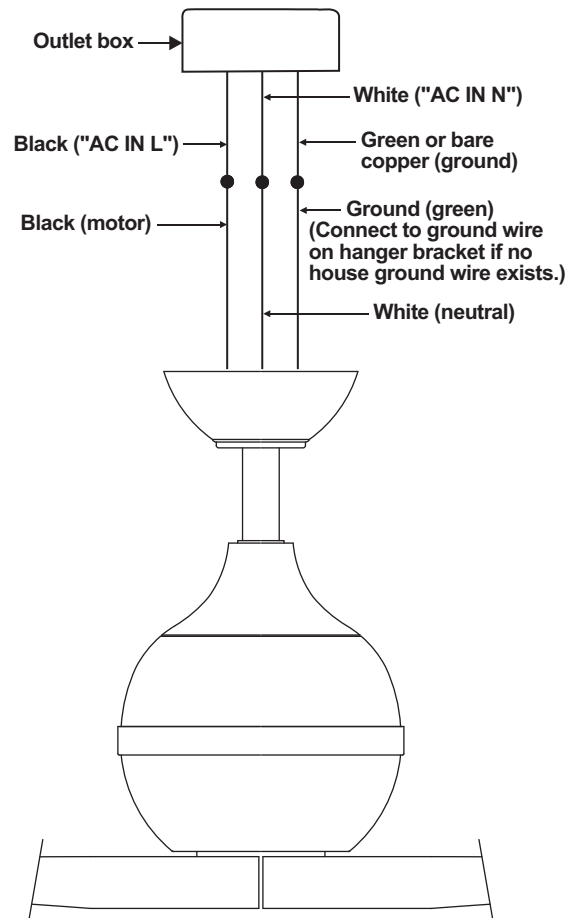 Outlet box
White ("AC IN N")
Black ("AC IN L")
Green or bare
copper (ground)
Black (motor)
Ground (green)
(Connect to ground wire
on hanger bracket if no
house ground wire exists.)
White (neutral)